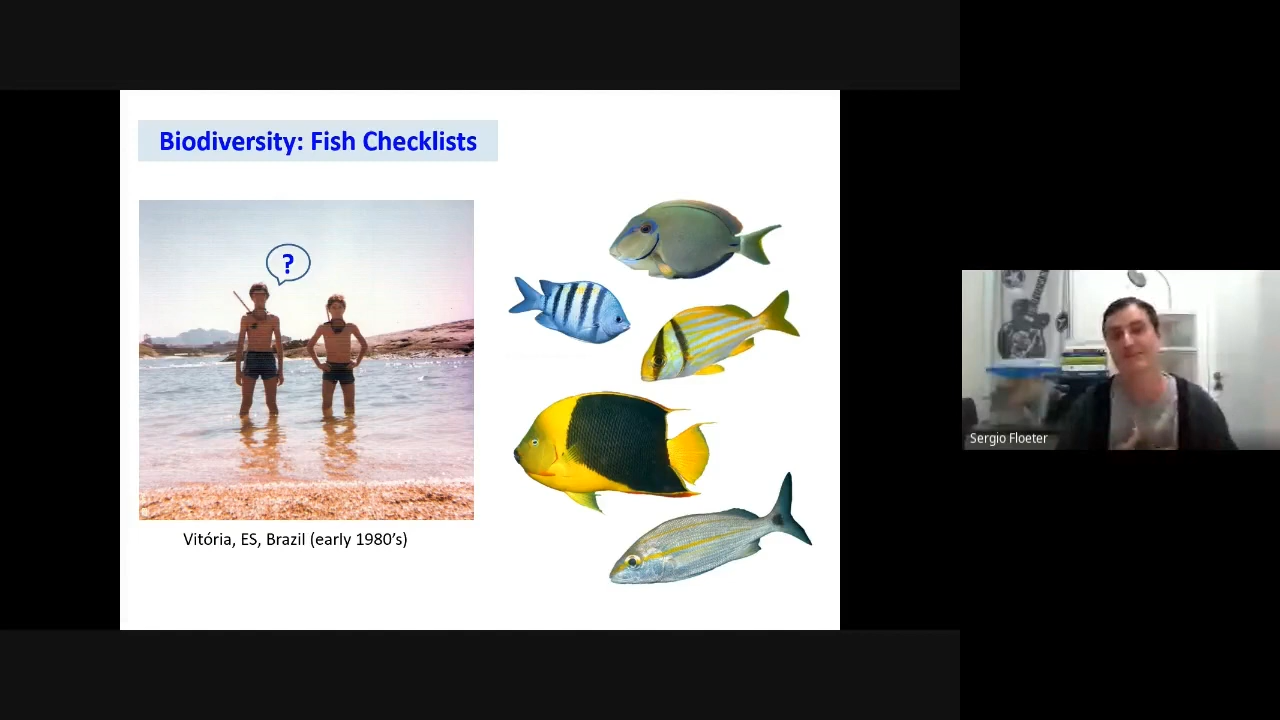 Biodiversity: Fish Checklists
?
Vitória, ES, Brazil (early 1980's)
Sergio Floeter